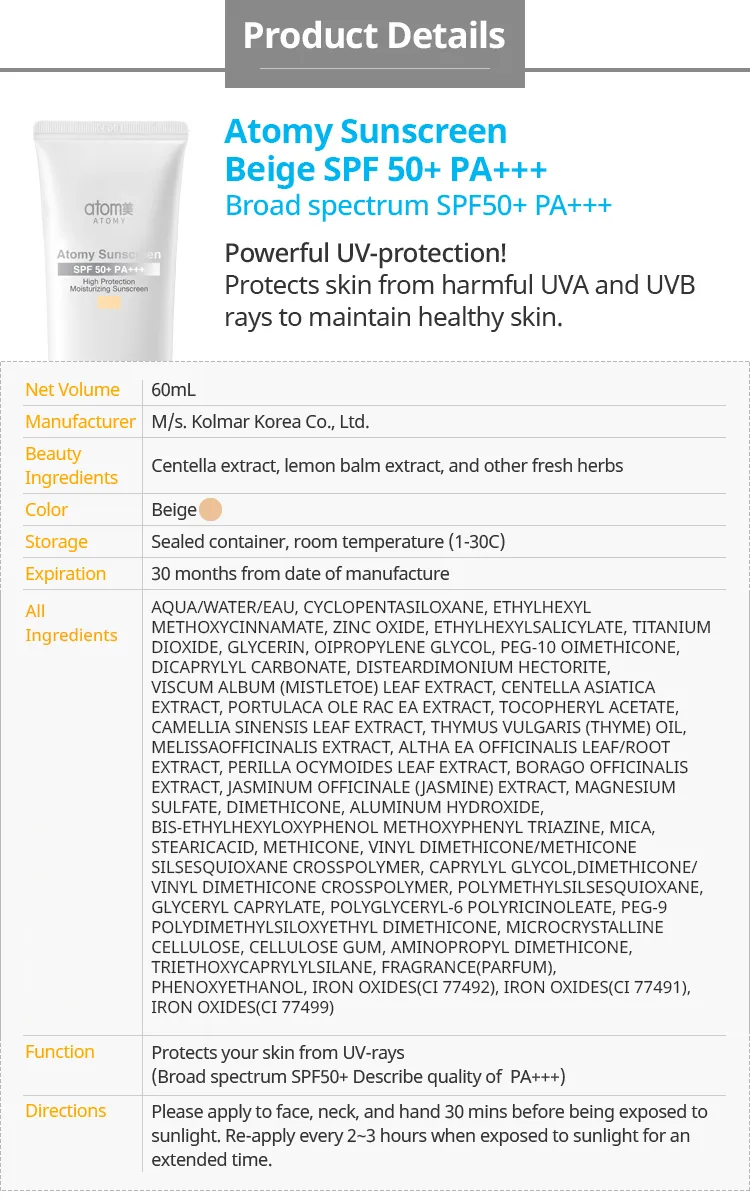 Product Details
Atomy Sunscreen
Beige SPF 50+ PA+++
Broad spectrum SPF50+ PA+++
Powerful UV-protection!
Protects skin from harmful UVA and UVB
rays to maintain healthy skin.
atom美
ATOMY
Atomy Sunscreen
SPF 50+ PA+++
High Protection
Moisturizing Sunscreen
Net Volume 60mL
Manufacturer M/s. Kolmar Korea Co., Ltd.
Beauty
Ingredients
Centella extract, lemon balm extract, and other fresh herbs
Color Beige
Storage Sealed container, room temperature (1-30C)
Expiration 30 months from date of manufacture
All
Ingredients
AQUA/WATER/EAU, CYCLOPENTASILOXANE, ETHYLHEXYL
METHOXYCINNAMATE, ZINC OXIDE, ETHYLHEXYLSALICYLATE, TITANIUM
DIOXIDE, GLYCERIN, OIPROPYLENE GLYCOL, PEG-10 OIMETHICONE,
DICAPRYLYL CARBONATE, DISTEARDIMONIUM HECTORITE,
VISCUM ALBUM (MISTLETOE) LEAF EXTRACT, CENTELLA ASIATICA
EXTRACT, PORTULACA OLE RAC EA EXTRACT, TOCOPHERYL ACETATE,
CAMELLIA SINENSIS LEAF EXTRACT, THYMUS VULGARIS (THYME) OIL,
MELISSAOFFICINALIS EXTRACT, ALTHA EA OFFICINALIS LEAF/ROOT
EXTRACT, PERILLA OCYMOIDES LEAF EXTRACT, BORAGO OFFICINALIS
EXTRACT, JASMINUM OFFICINALE (JASMINE) EXTRACT, MAGNESIUM
SULFATE, DIMETHICONE, ALUMINUM HYDROXIDE,
BIS-ETHYLHEXYLOXYPHENOL METHOXYPHENYL TRIAZINE, MICA,
STEARICACID, METHICONE, VINYL DIMETHICONE/METHICONE
SILSESQUIOXANE CROSSPOLYMER, CAPRYLYL GLYCOL,DIMETHICONE/
VINYL DIMETHICONE CROSSPOLYMER, POLYMETHYLSILSESQUIOXANE,
GLYCERYL CAPRYLATE, POLYGLYCERYL-6 POLYRICINOLEATE, PEG-9
POLYDIMETHYLSILOXYETHYL DIMETHICONE, MICROCRYSTALLINE
CELLULOSE, CELLULOSE GUM, AMINOPROPYL DIMETHICONE,
TRIETHOXYCAPRYLYLSILANE, FRAGRANCE(PARFUM),
PHENOXYETHANOL, IRON OXIDES(CI 77492), IRON OXIDES(CI 77491),
IRON OXIDES(CI 77499)
Function Protects your skin from UV-rays
(Broad spectrum SPF50+ Describe quality of PA+++)
Directions Please apply to face, neck, and hand 30 mins before being exposed to
sunlight. Re-apply every 2~3 hours when exposed to sunlight for an
extended time.